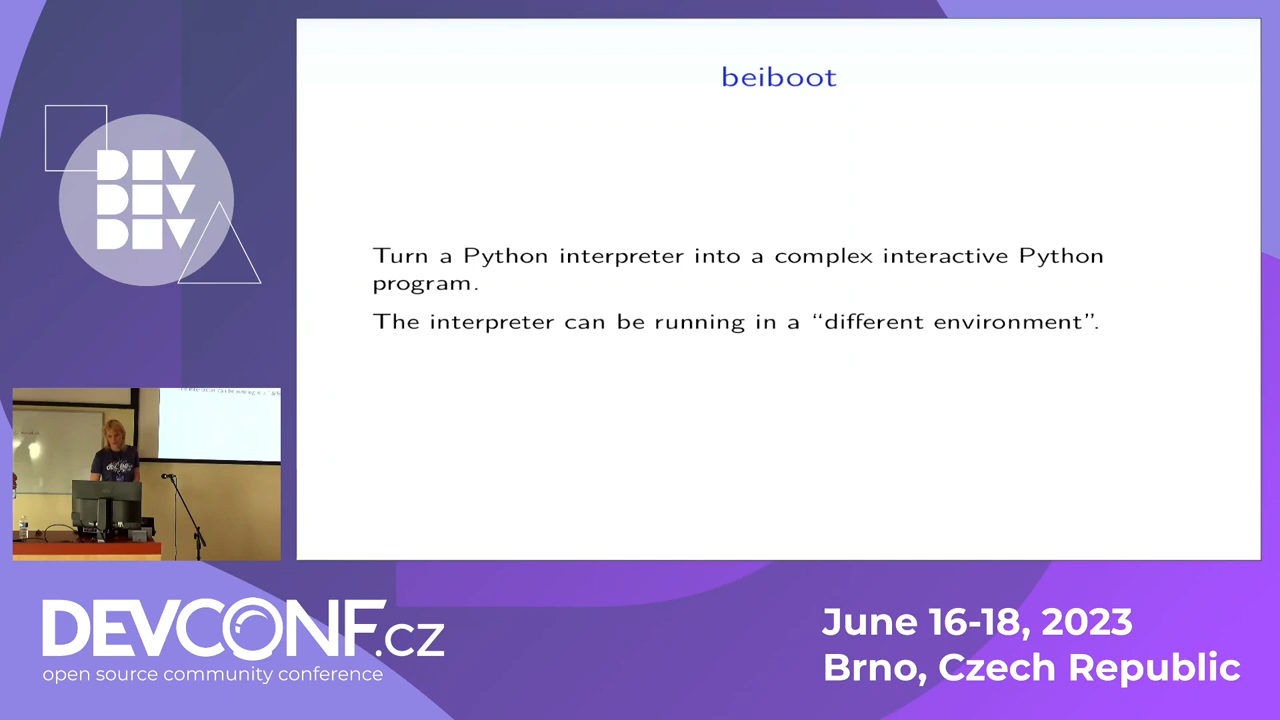 beiboot
Turn a Python interpreter into a complex interactive Python
program.
The interpreter can be running in a “different environment”.
DEV
DEV
DEV
DEVCONF.cz
open source community conference
June 16-18, 2023
Brno, Czech Republic